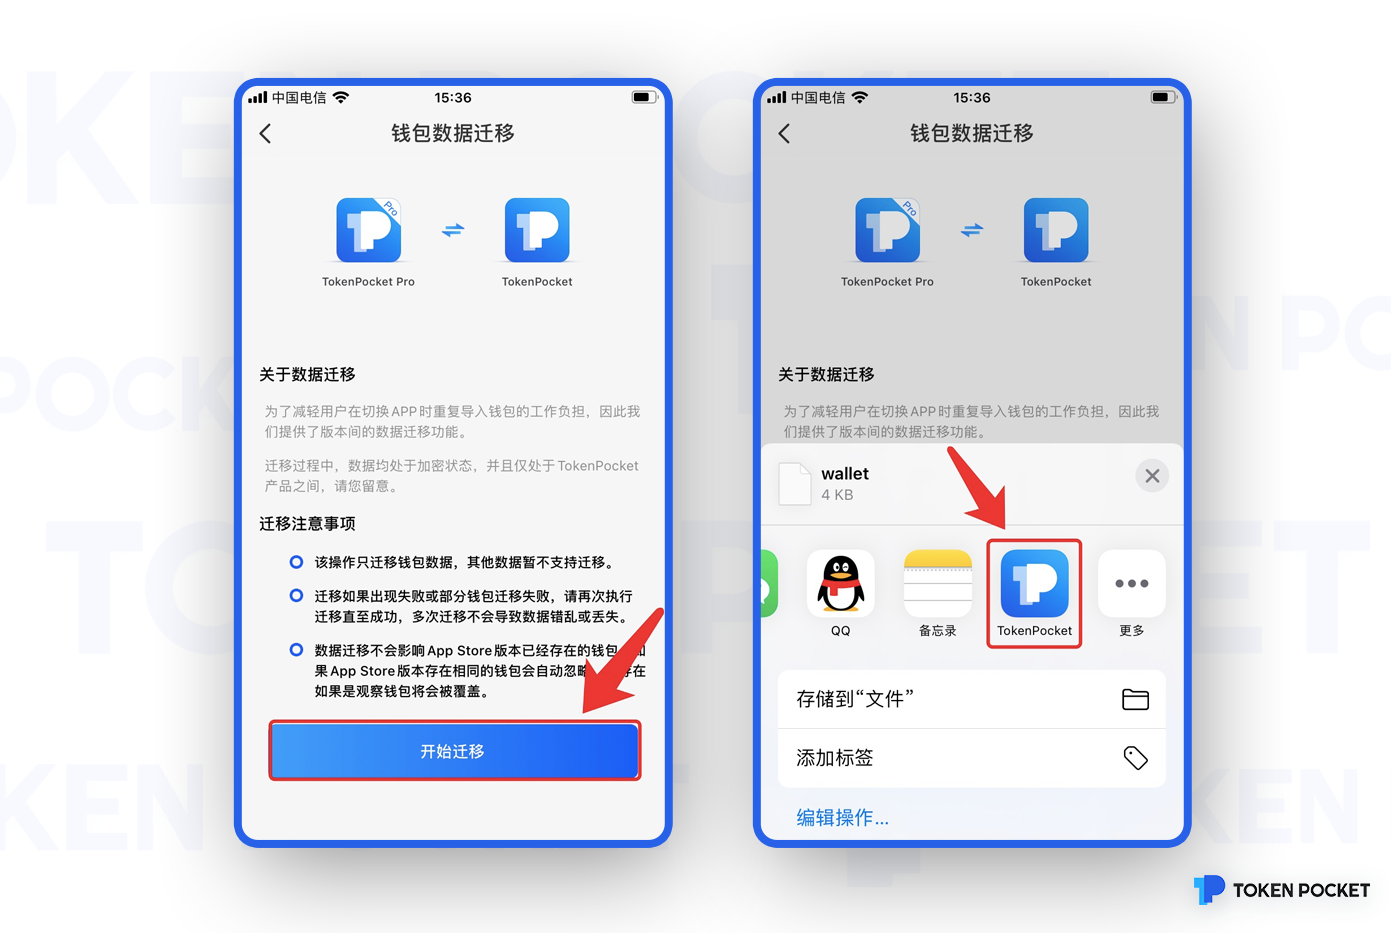 中国电信
15:36
钱包数据迁移
Pro
TokenPocket Pro
TokenPocket
关于数据迁移
为了减轻用户在切换APP时重复导入钱包的工作负担，因此我
们提供了版本间的数据迁移功能。
迁移过程中，数据均处于加密状态，并且仅处于TokenPocket
产品之间，请您留意。
迁移注意事项
该操作只迁移钱包数据，其他数据暂不支持迁移。
迁移如果出现失败或部分钱包迁移失败，请再次执行
迁移直至成功，多次迁移不会导致数据错乱或丢失。
数据迁移不会影响App Store版本已经存在的钱包
果App Store版本存在相同的钱包会自动忽 存在
如果是观察钱包将会被覆盖。
开始迁移
中国电信
15:36
钱包数据迁移
Pro
TokenPocket Pro
TokenPocket
关于数据迁移
为了减轻用户在切换APP时重复导入钱包的工作负担，因此我
们提供了版本间的数据迁移功能。
wallet
4 KB
QQ
备忘录
TokenPocket
更多
存储到“文件”
添加标签
编辑操作...
TOKEN POCKET